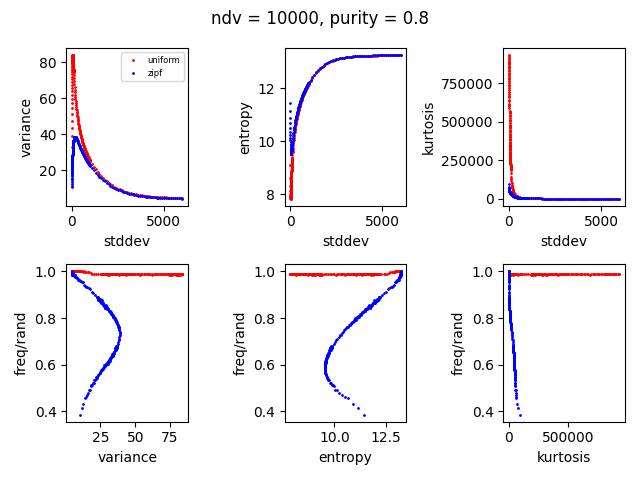 ndv = 10000, purity = 0.8
80
60
40
20
variance
uniform
zipf
0
5000
stddev
12
10
8
entropy
0
5000
stddev
750000
500000
250000
0
kurtosis
0
5000
stddev
1.0
0.8
0.6
0.4
freq/rand
25
50
75
variance
1.0
0.8
0.6
0.4
freq/rand
10.0
12.5
entropy
1.0
0.8
0.6
0.4
freq/rand
0
500000
kurtosis